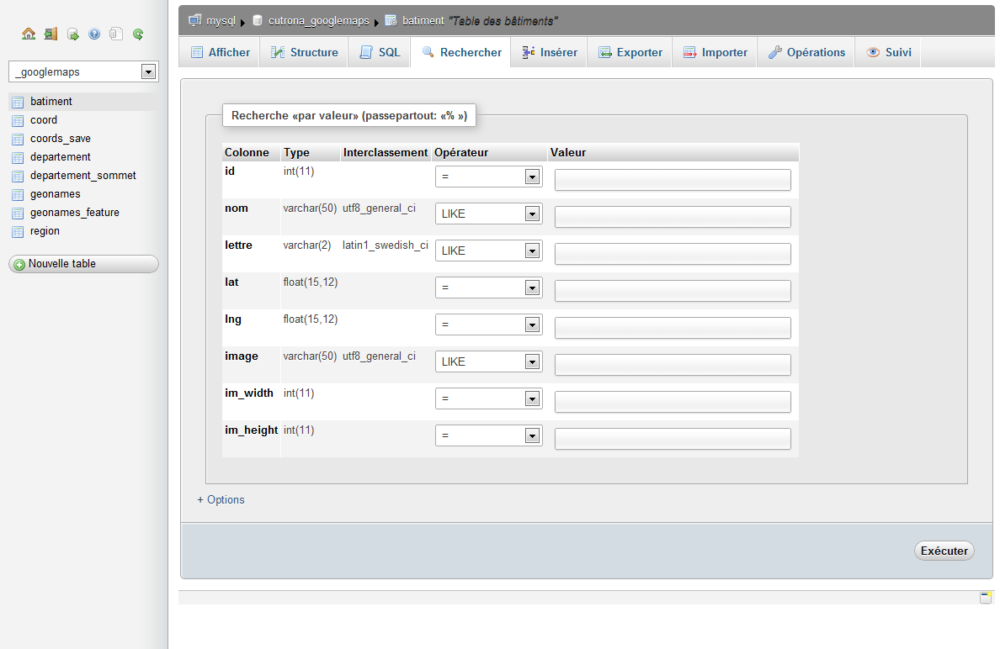 mysql cutrona_googlemaps batiment "Table des bâtiments"
Afficher Structure SQL Rechercher Insérer Exporter Importer Opérations Suivi
_googlemaps
batiment
coord
coords_save
departement
departement_sommet
geonames
geonames_feature
region
Nouvelle table
Recherche «par valeur» (passepartout: «% »)
Colonne Type Interclassement Opérateur Valeur
id int(11) =
nom varchar(50) utf8_general_ci LIKE
lettre varchar(2) latin1_swedish_ci LIKE
lat float(15,12) =
lng float(15,12) =
image varchar(50) utf8_general_ci LIKE
im_width int(11) =
im_height int(11) =
+ Options
Exécuter